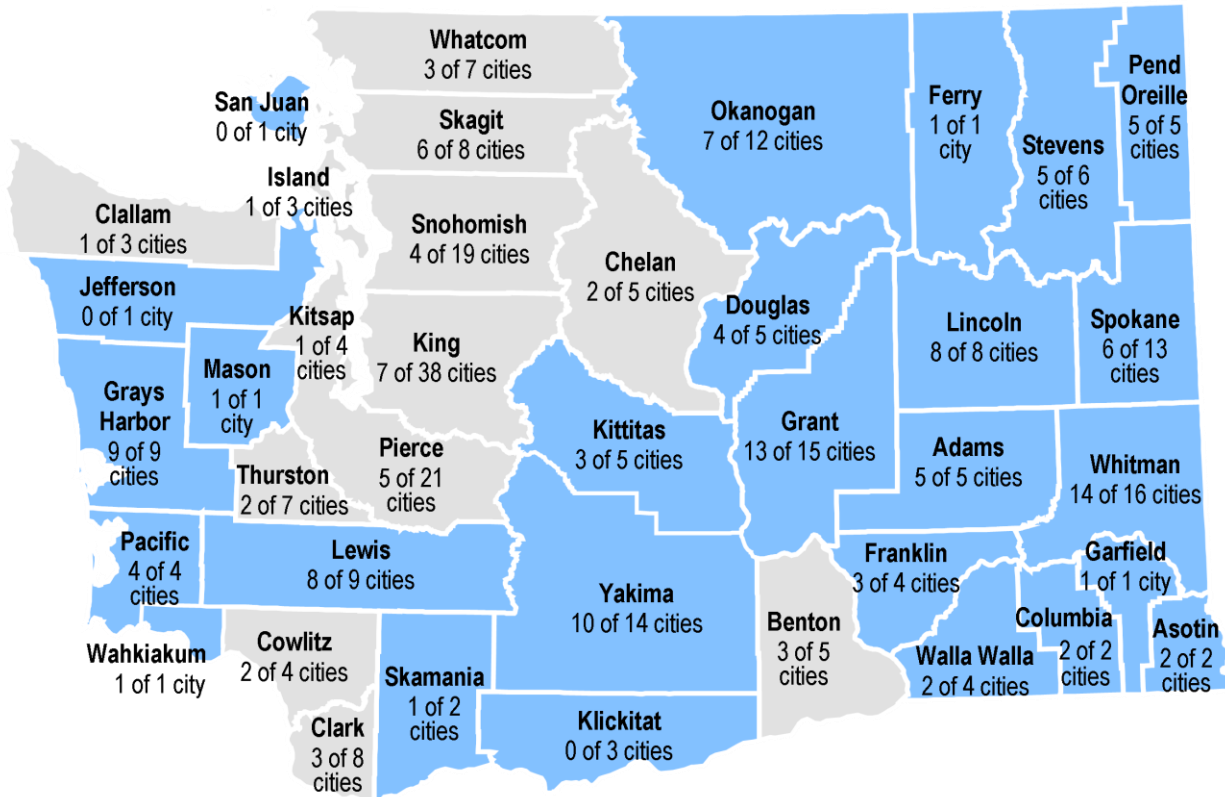 Whatcom
3 of 7 cities
San Juan
0 of 1 city
Skagit
6 of 8 cities
Okanogan
7 of 12 cities
Ferry
1 of 1
city
Stevens
5 of 6
cities
Pend
Oreille
5 of 5
cities
Island
1 of 3 cities
Clallam
1 of 3 cities
Snohomish
4 of 19 cities
Chelan
2 of 5 cities
Jefferson
0 of 1 city
Kitsap
1 of 4
cities
King
7 of 38 cities
Douglas
4 of 5 cities
Lincoln
8 of 8 cities
Spokane
6 of 13
cities
Mason
1 of 1
city
Grays
Harbor
9 of 9
cities
Thurston
2 of 7 cities
Pierce
5 of 21
cities
Kittitas
3 of 5 cities
Grant
13 of 15 cities
Adams
5 of 5 cities
Whitman
14 of 16 cities
Pacific
4 of 4
cities
Lewis
8 of 9 cities
Yakima
10 of 14 cities
Franklin
3 of 4 cities
Garfield
1 of 1 city
Wahkiakum
1 of 1 city
Cowlitz
2 of 4 cities
Skamania
1 of 2
cities
Benton
3 of 5
cities
Walla Walla
2 of 4 cities
Columbia
2 of 2
cities
Asotin
2 of 2
cities
Clark
3 of 8
cities
Klickitat
0 of 3 cities